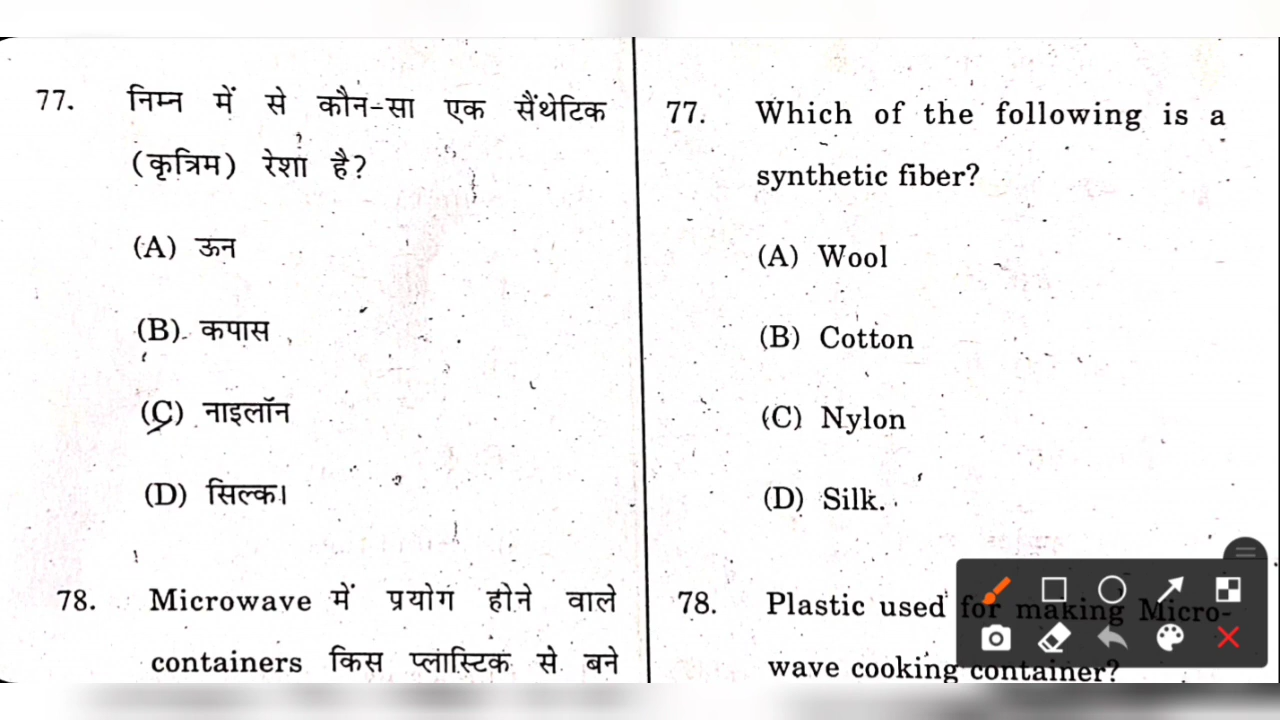 77. निम्न में से कौन-सा एक सैंथेटिक
(कृत्रिम) रेशा है?
(A) ऊन
(B) कपास
(C) नाइलॉन
(D) सिल्क।
78. Microwave में प्रयोग होने वाले
containers किस प्लास्टिक से बने
77. Which of the following is a
synthetic fiber?
(A) Wool
(B) Cotton
(C) Nylon
(D) Silk.
78. Plastic used for making Micro-
wave cooking container?